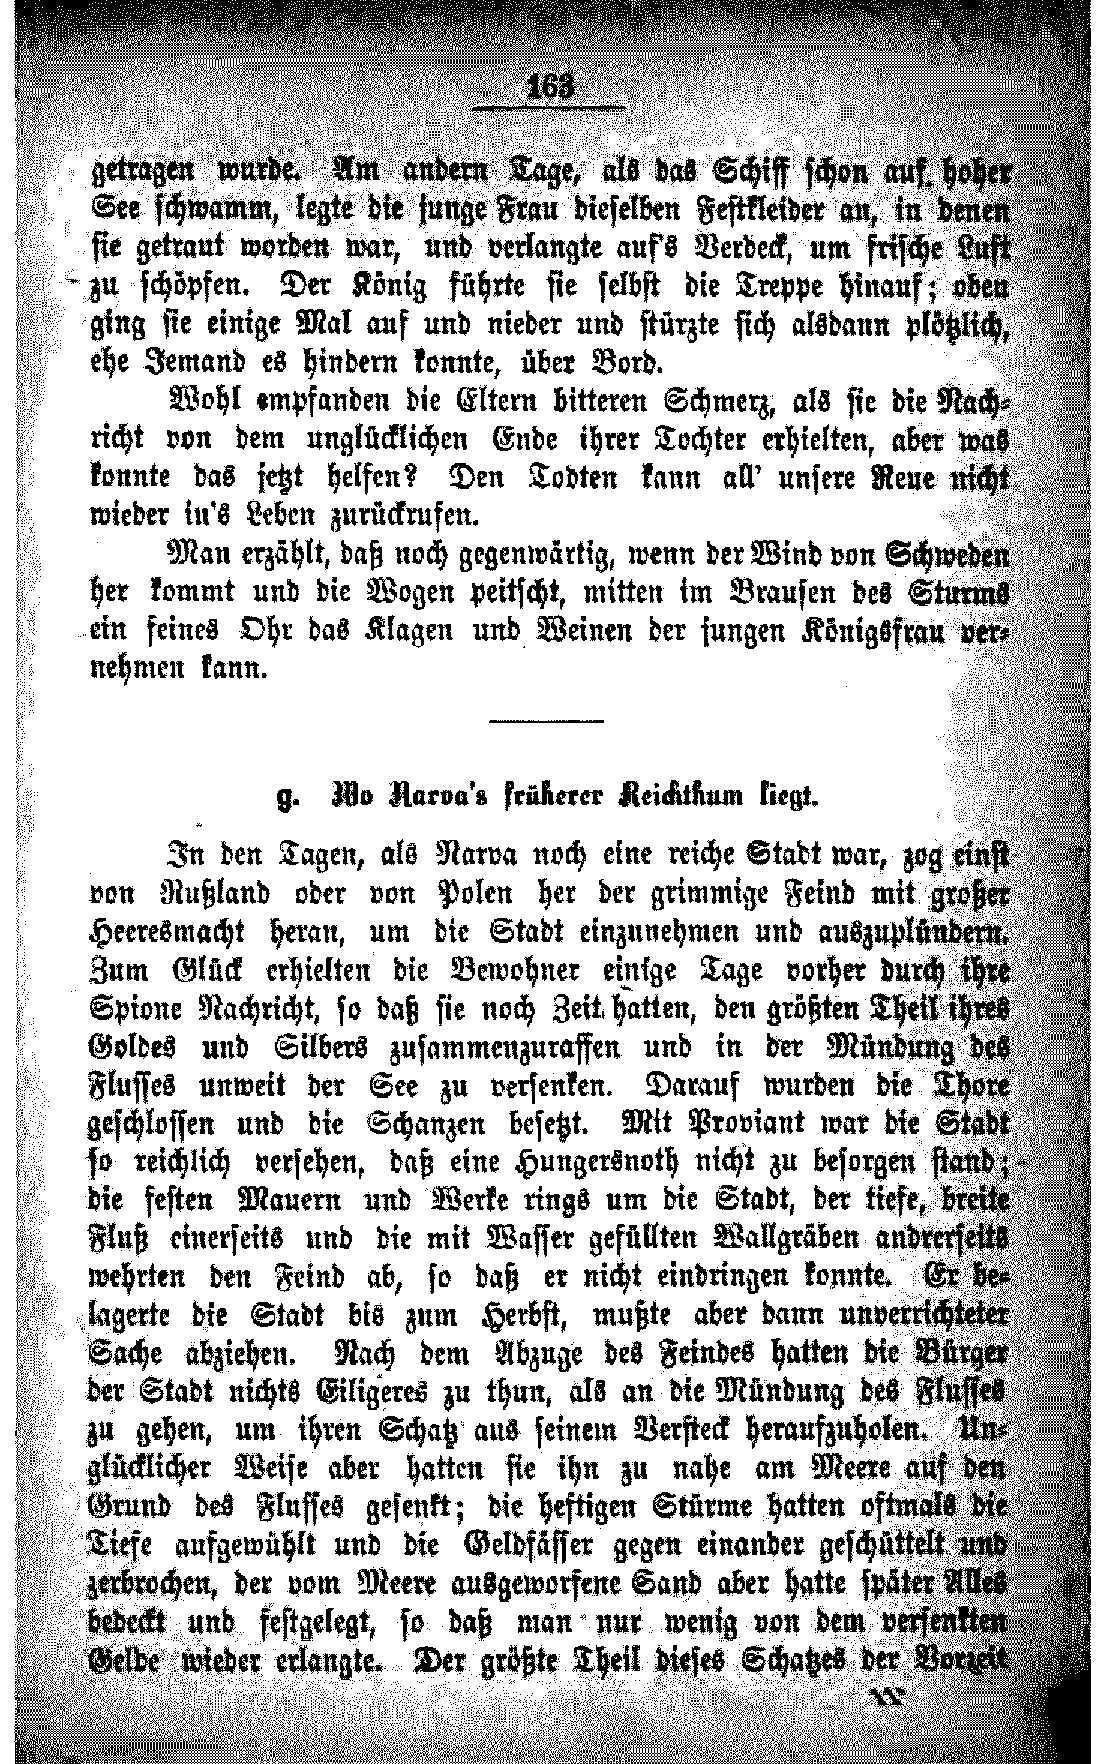 163
getragen wurde. Am andern Tage, als das Schiff schon auf hoher
See schwamm, legte die junge Frau dieselben Festkleider an, in denen
sie getraut worden war, und verlangte auf's Verdeck, um frische Luft
zu schöpfen. Der König führte sie selbst die Treppe hinauf; oben
ging sie einige Mal auf und nieder und stürzte sich alsdann plötzlich,
ehe Jemand es hindern konnte, über Bord.
Wohl empfanden die Eltern bitteren Schmerz, als sie die Nach-
richt von dem unglücklichen Ende ihrer Tochter erhielten, aber was
konnte das jetzt helfen? Den Todten kann all' unsere Reue nicht
wieder in's Leben zurückrufen.
Man erzählt, daß noch gegenwärtig, wenn der Wind von Schweden
her kommt und die Wogen peitscht, mitten im Brausen des Sturms
ein feines Ohr das Klagen und Weinen der jungen Königsfrau ver-
nehmen kann.
g. Wo Narva's früherer Reichthum liegt.
In den Tagen, als Narva noch eine reiche Stadt war, zog einst
von Rußland oder von Polen her der grimmige Feind mit großer
Heeresmacht heran, um die Stadt einzunehmen und auszuplündern.
Zum Glück erhielten die Bewohner einige Tage vorher durch ihre
Spione Nachricht, so daß sie noch Zeit hatten, den größten Theil ihres
Goldes und Silbers zusammenzuraffen und in der Mündung des
Flusses unweit der See zu versenken. Darauf wurden die Thore
geschlossen und die Schanzen besetzt. Mit Proviant war die Stadt
so reichlich versehen, daß eine Hungersnoth nicht zu besorgen stand;
die festen Mauern und Werke rings um die Stadt, der tiefe, breite
Fluß einerseits und die mit Wasser gefüllten Wallgräben andrerseits
wehrten den Feind ab, so daß er nicht eindringen konnte. Er be-
lagerte die Stadt bis zum Herbst, mußte aber dann unverrichteter
Sache abziehen. Nach dem Abzuge des Feindes hatten die Bürger
der Stadt nichts Eiligeres zu thun, als an die Mündung des Flusses
zu gehen, um ihren Schatz aus seinem Versteck heraufzuholen. Un-
glücklicher Weise aber hatten sie ihn zu nahe am Meere auf den
Grund des Flusses gesenkt; die heftigen Stürme hatten oftmals die
Tiefe aufgewühlt und die Geldfässer gegen einander geschüttelt und
zerbrochen, der vom Meere ausgeworfene Sand aber hatte später Alles
bedeckt und festgelegt, so daß man nur wenig von dem versenkten
Gelde wieder erlangte. Der größte Theil dieses Schatzes der Vorzeit